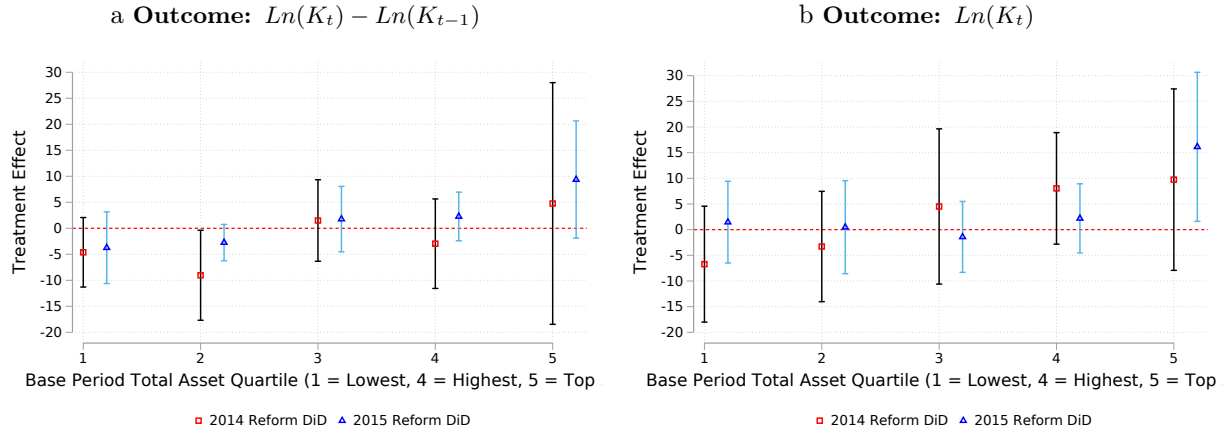 a Outcome: Ln(K_t) − Ln(K_{t−1})
Treatment Effect
30
25
20
15
10
5
0
-5
-10
-15
-20
1 2 3 4 5
Base Period Total Asset Quartile (1 = Lowest, 4 = Highest, 5 = Top
2014 Reform DiD 2015 Reform DiD
b Outcome: Ln(K_t)
Treatment Effect
30
25
20
15
10
5
0
-5
-10
-15
-20
1 2 3 4 5
Base Period Total Asset Quartile (1 = Lowest, 4 = Highest, 5 = Top
2014 Reform DiD 2015 Reform DiD